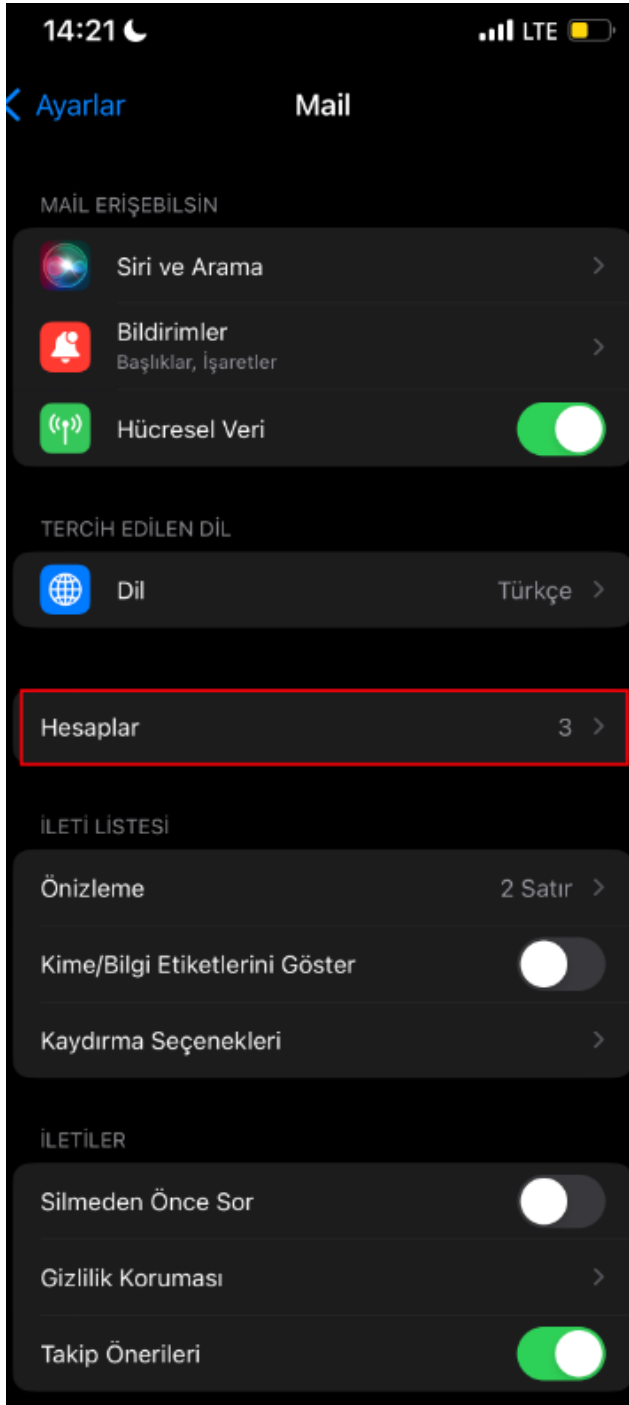 14:21 LTE
Ayarlar Mail
MAİL ERİŞEBİLSİN
Siri ve Arama
Bildirimler
Başlıklar, İşaretler
Hücresel Veri
TERCİH EDİLEN DİL
Dil Türkçe
Hesaplar 3
İLETİ LİSTESİ
Önizleme 2 Satır
Kime/Bilgi Etiketlerini Göster
Kaydırma Seçenekleri
İLETİLER
Silmeden Önce Sor
Gizlilik Koruması
Takip Önerileri